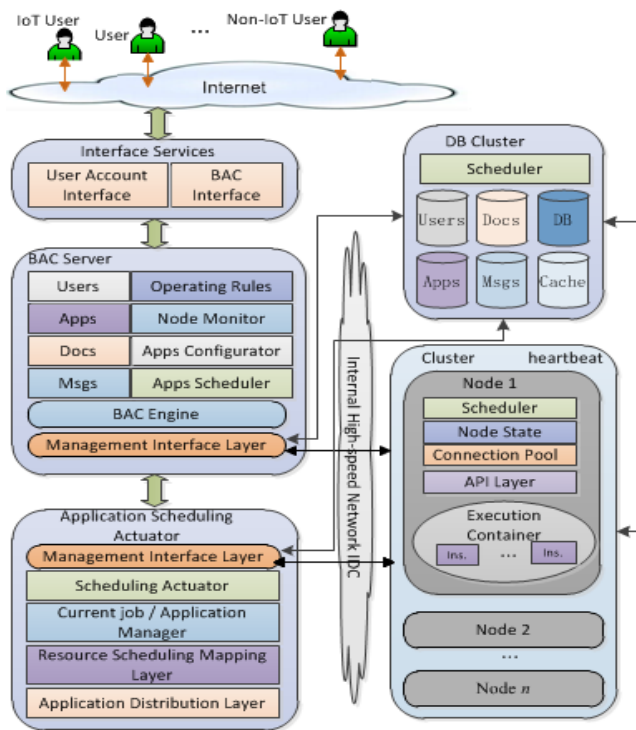 IoT User
User
...
Non-IoT User
Internet
Interface Services
User Account
Interface
BAC
Interface
BAC Server
Users
Operating Rules
Apps
Node Monitor
Docs
Apps Configurator
Msgs
Apps Scheduler
BAC Engine
Management Interface Layer
Application Scheduling
Actuator
Management Interface Layer
Scheduling Actuator
Current job / Application
Manager
Resource Scheduling Mapping
Layer
Application Distribution Layer
Internal High-speed Network IDC
DB Cluster
Scheduler
Users
Docs
DB
Apps
Msgs
Cache
Cluster
heartbeat
Node 1
Scheduler
Node State
Connection Pool
API Layer
Execution
Container
Ins.
...
Ins.
Node 2
...
Node n